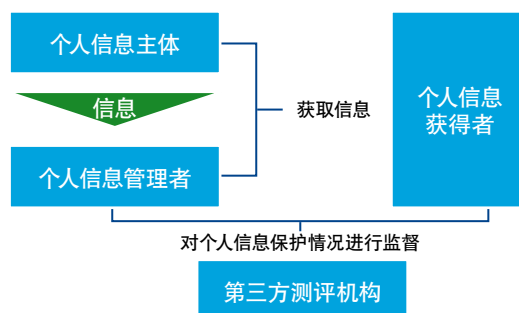 个人信息主体
信息
个人信息管理者
获取信息
个人信息
获得者
对个人信息保护情况进行监督
第三方测评机构